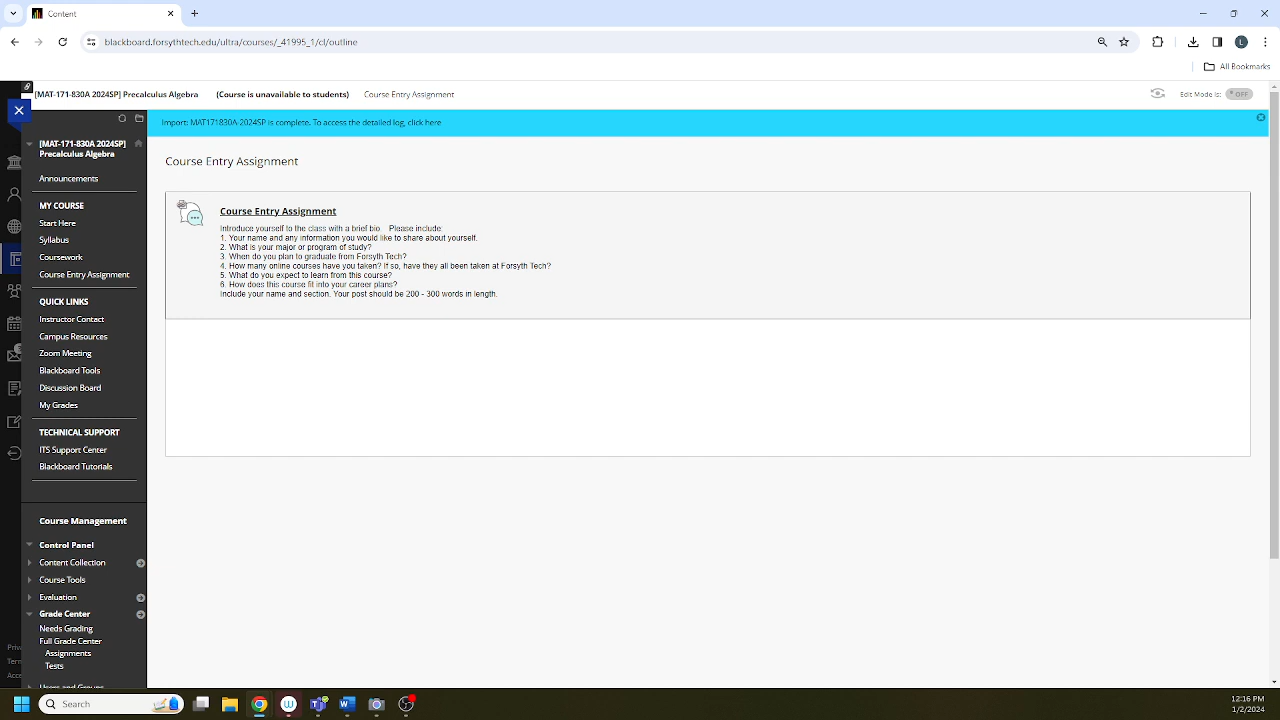 Content
blackboard.forsythtech.edu/ultra/courses/_41995_1/cl/outline
L
All Bookmarks
[MAT-171-830A 2024SP] Precalculus Algebra (Course is unavailable to students) Course Entry Assignment
Edit Mode is: OFF
Import: MAT171830A-2024SP is complete. To access the detailed log, click here
[MAT-171-830A 2024SP]
Precalculus Algebra
Announcements
MY COURSE
Start Here
Syllabus
Coursework
Course Entry Assignment
QUICK LINKS
Instructor Contact
Campus Resources
Zoom Meeting
Blackboard Tools
Discussion Board
My Grades
TECHNICAL SUPPORT
ITS Support Center
Blackboard Tutorials
Course Management
Control Panel
Content Collection
Course Tools
Evaluation
Grade Center
Needs Grading
Full Grade Center
Assignments
Tests
Users and Groups
Priv
Term
Acce
Course Entry Assignment
Course Entry Assignment
Introduce yourself to the class with a brief bio. Please include:
1. Your name and any information you would like to share about yourself.
2. What is your major or program of study?
3. When do you plan to graduate from Forsyth Tech?
4. How many online courses have you taken? If so, have they all been taken at Forsyth Tech?
5. What do you expect to learn from this course?
6. How does this course fit into your career plans?
Include your name and section. Your post should be 200 - 300 words in length.
Search
12:16 PM
1/2/2024